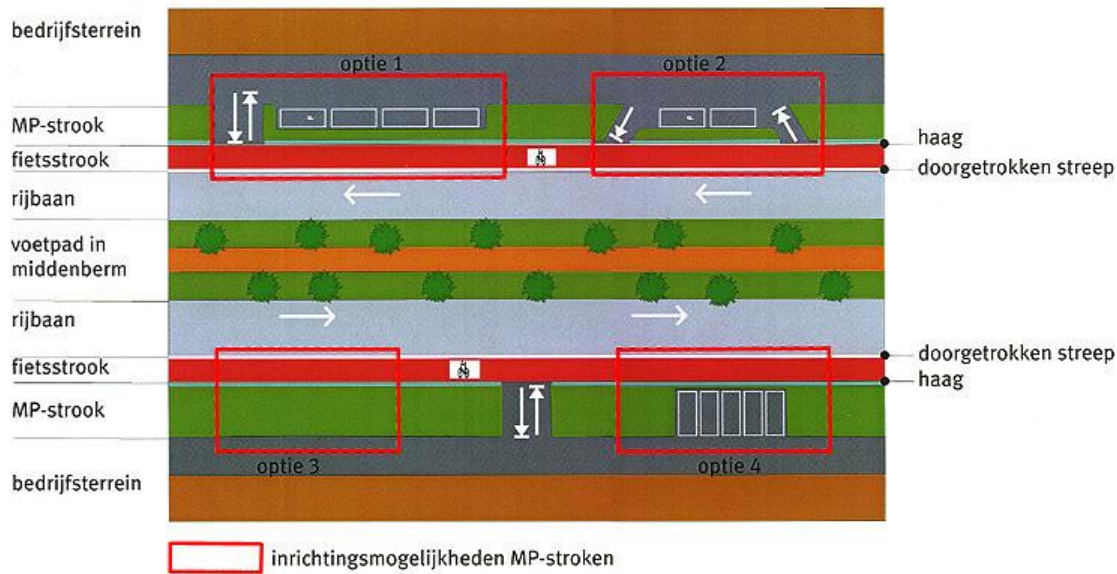 bedrijfsterrein
optie 1
optie 2
MP-strook
haag
fietsstrook
doorgetrokken streep
rijbaan
voetpad in
middenberm
rijbaan
doorgetrokken streep
fietsstrook
haag
MP-strook
optie 3
optie 4
bedrijfsterrein
inrichtingsmogelijkheden MP-stroken